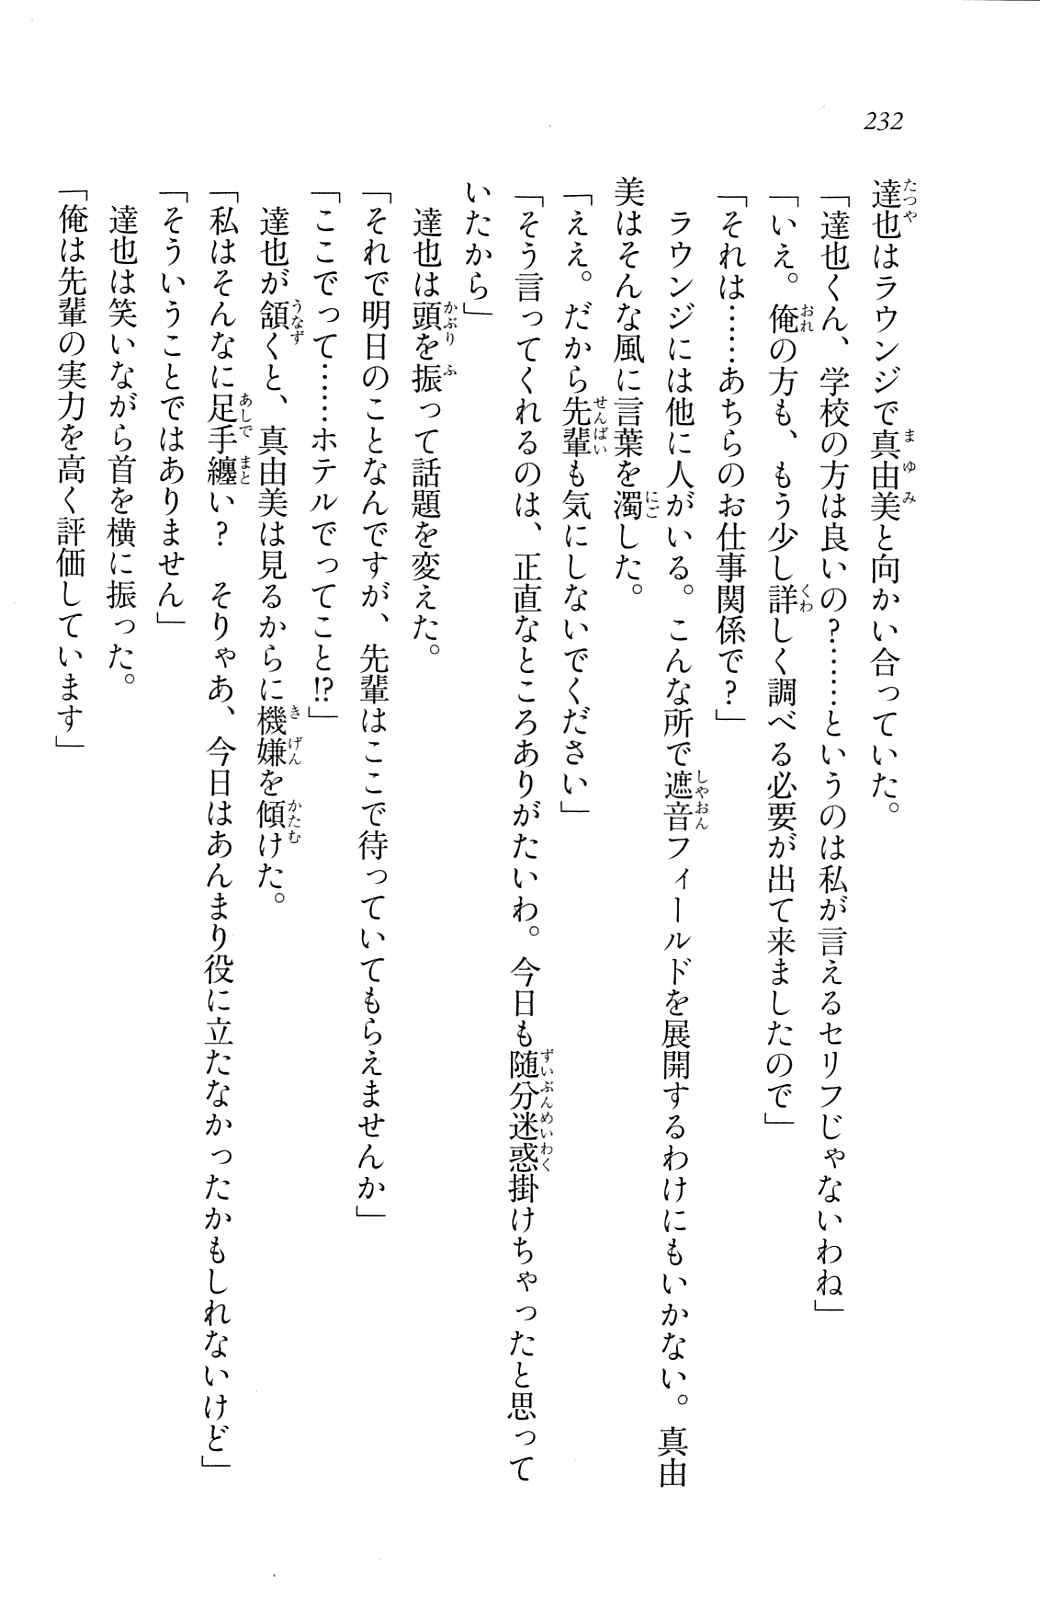 232
達也はラウンジで真由美と向かい合っていた。
「達也くん、学校の方は良いの？……というのは私が言えるセリフじゃないわね」
「いえ。俺の方も、もう少し詳しく調べる必要が出て来ましたので」
「それは……あちらのお仕事関係で？」
　ラウンジには他に人がいる。こんな所で遮音フィールドを展開するわけにもいかない。真由
美はそんな風に言葉を濁した。
「ええ。だから先輩も気にしないでください」
「そう言ってくれるのは、正直なところありがたいわ。今日も随分迷惑掛けちゃったと思って
いたから」
　達也は頭を振って話題を変えた。
「それで明日のことなんですが、先輩はここで待っていてもらえませんか」
「ここでって……ホテルでってこと!?」
　達也が頷くと、真由美は見るからに機嫌を傾けた。
「私はそんなに足手纏い？　そりゃあ、今日はあんまり役に立たなかったかもしれないけど」
「そういうことではありません」
　達也は笑いながら首を横に振った。
「俺は先輩の実力を高く評価しています」